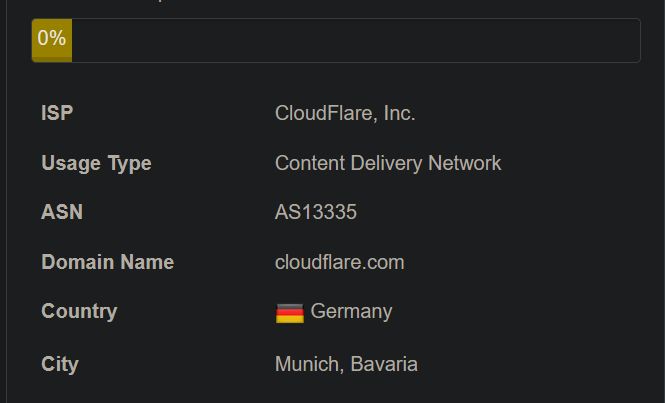 0%
ISP CloudFlare, Inc.
Usage Type Content Delivery Network
ASN AS13335
Domain Name cloudflare.com
Country Germany
City Munich, Bavaria